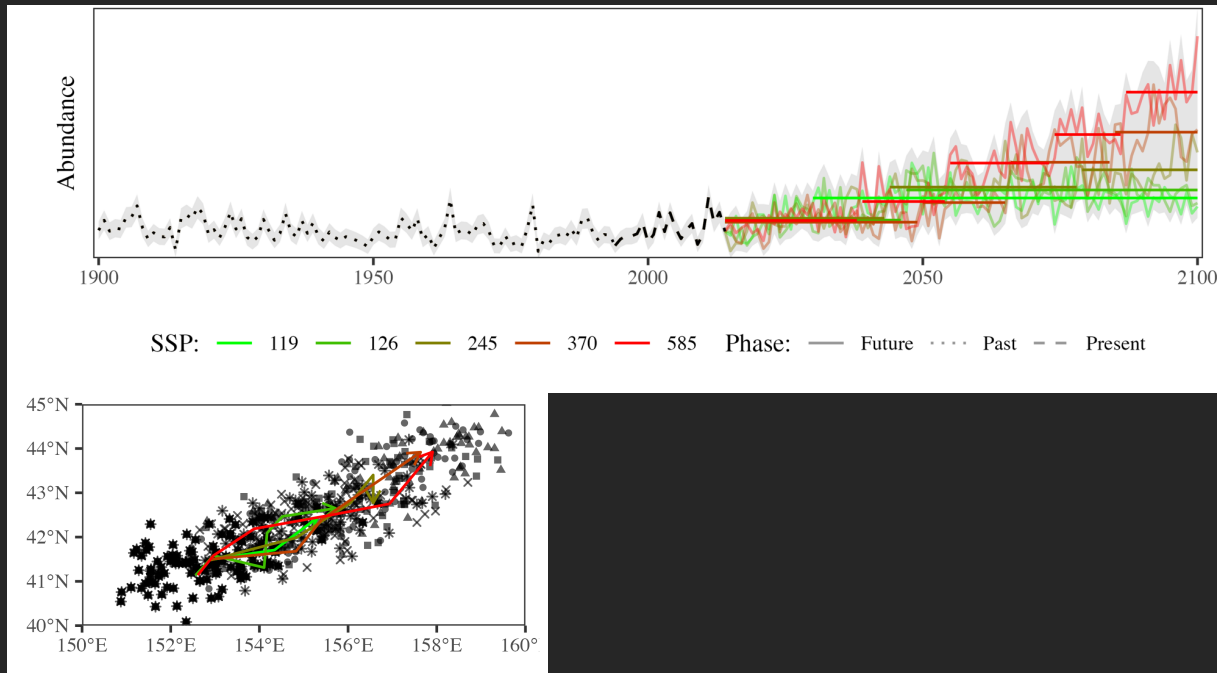 Abundance
1900 1950 2000 2050 2100
SSP: 119 126 245 370 585 Phase: Future Past Present
45°N
44°N
43°N
42°N
41°N
40°N
150°E 152°E 154°E 156°E 158°E 160°